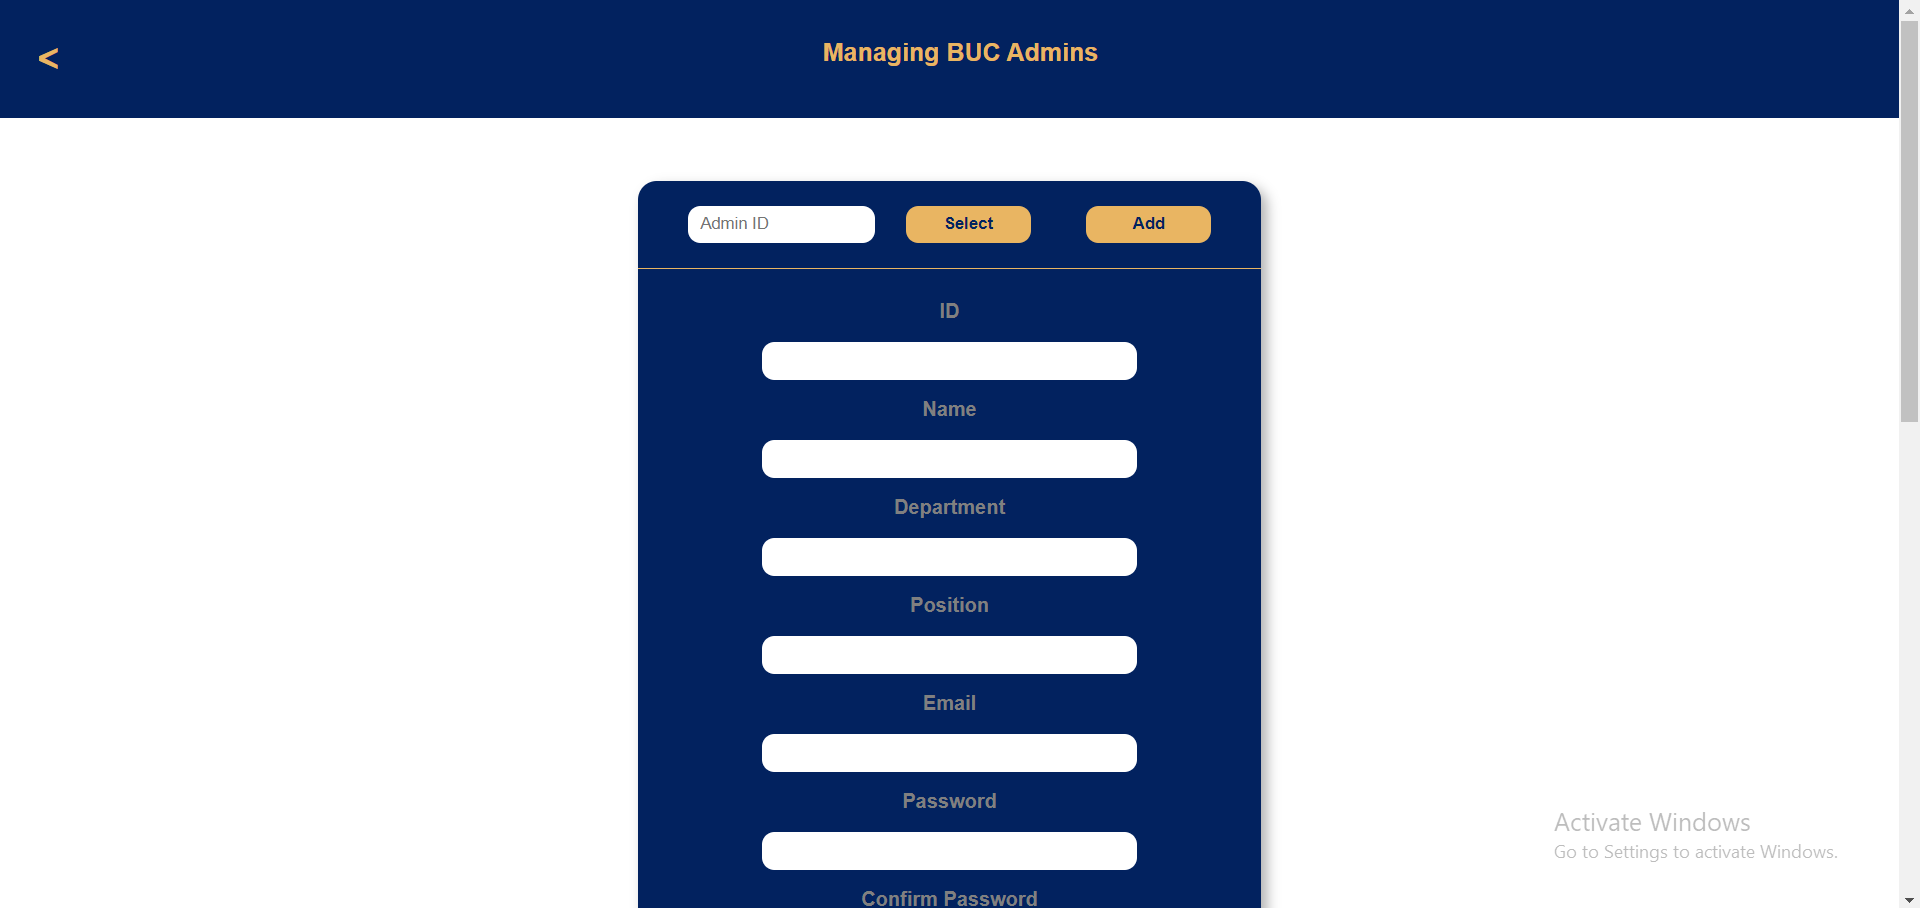 <
Managing BUC Admins
Admin ID
Select
Add
ID
Name
Department
Position
Email
Password
Confirm Password
Activate Windows
Go to Settings to activate Windows.